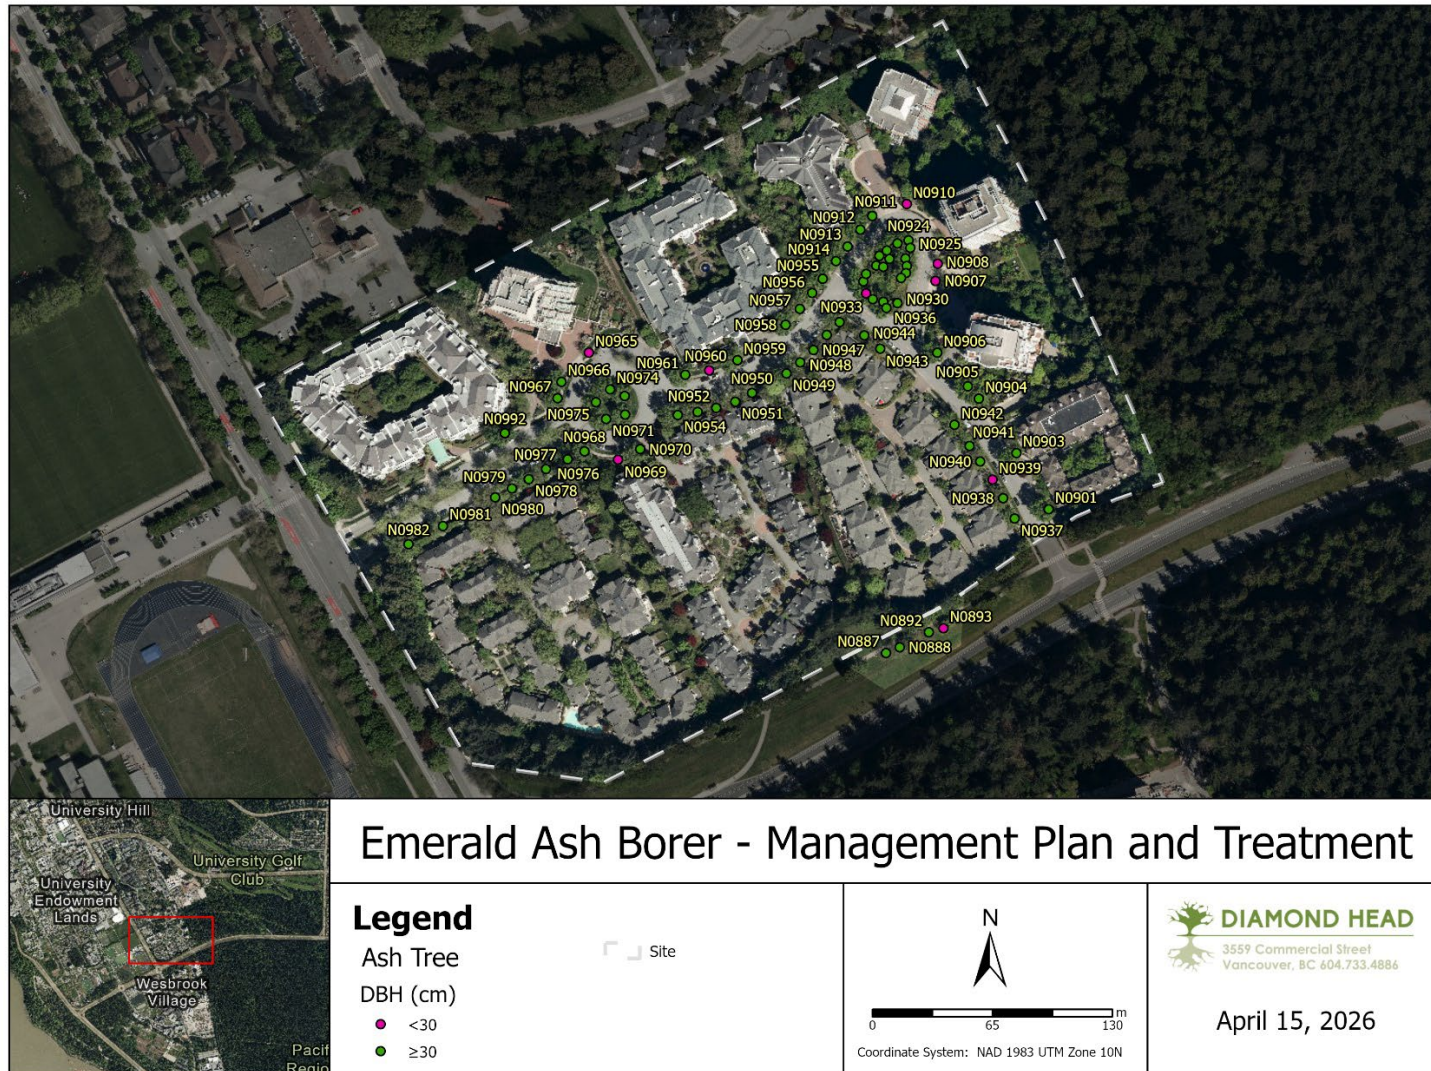 N0910
N0911
N0912
N0924
N0913
N0925
N0914
N0908
N0955
N0907
N0956
N0957
N0933
N0930
N0936
N0958
N0944
N0906
N0965
N0959
N0947
N0943
N0960
N0961
N0966
N0948
N0905
N0967
N0974
N0950
N0949
N0904
N0952
N0975
N0951
N0942
N0954
N0992
N0971
N0941
N0968
N0903
N0970
N0977
N0940
N0976
N0939
N0979
N0969
N0978
N0938
N0901
N0980
N0981
N0937
N0982
N0893
N0892
N0887
N0888
University Hill
University Golf
Club
University
Endowment
Lands
Wesbrook
Village
Pacif
Regio
Emerald Ash Borer - Management Plan and Treatment
Legend
Ash Tree
DBH (cm)
<30
≥30
Site
N
m
0 65 130
Coordinate System: NAD 1983 UTM Zone 10N
DIAMOND HEAD
3559 Commercial Street
Vancouver, BC 604.733.4886
April 15, 2026